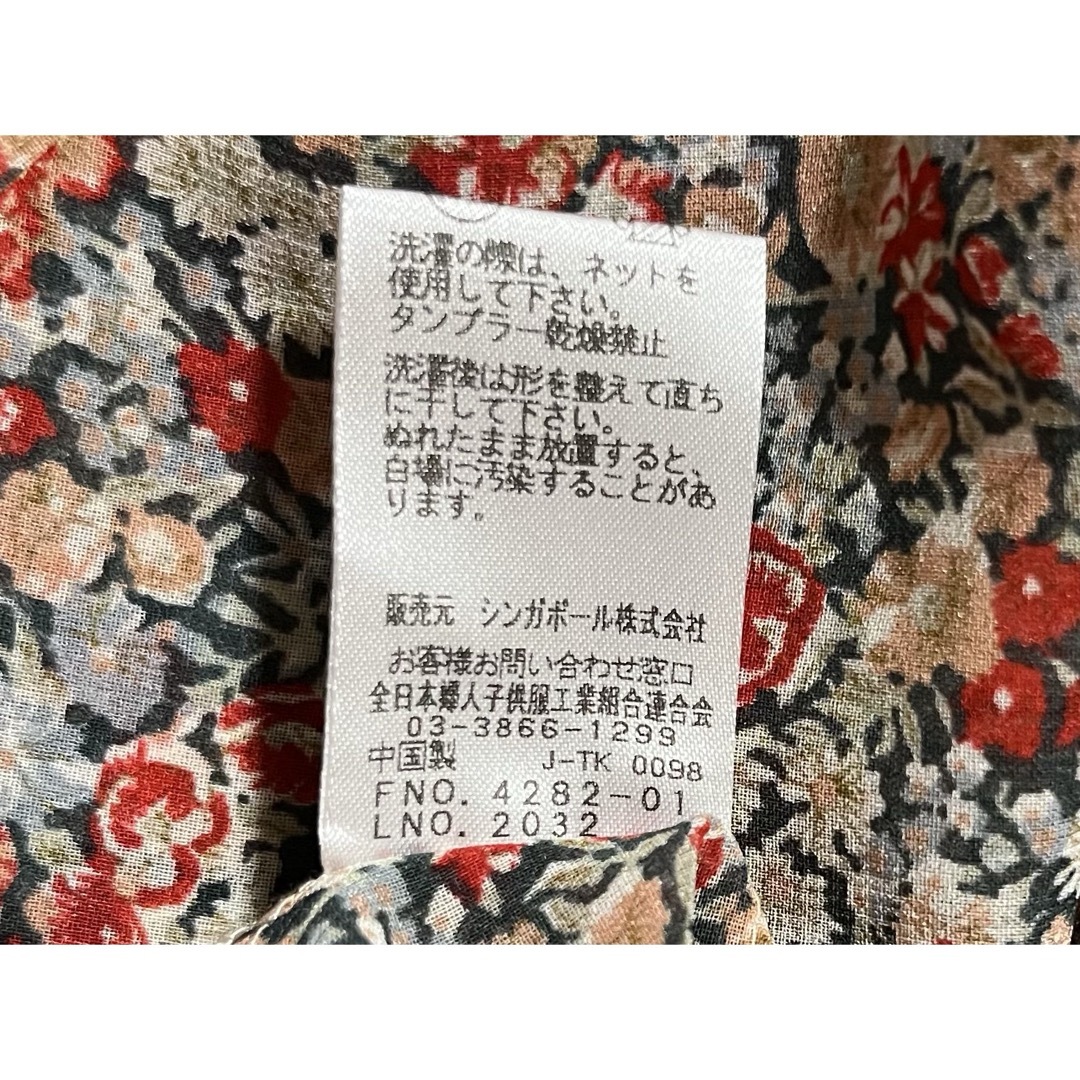 洗濯の際は、ネットを
使用して下さい。
タンブラー乾燥禁止
洗濯後は形を整えて直ち
に干して下さい。
ぬれたまま放置すると、
白場に汚染することがあ
ります。
販売元 シンガポール株式会社
お客様お問い合わせ窓口
全日本婦人子供服工業組合連合会
03-3866-1299
中国製 J-TK 0098
FNO. 4282-01
LNO. 2032